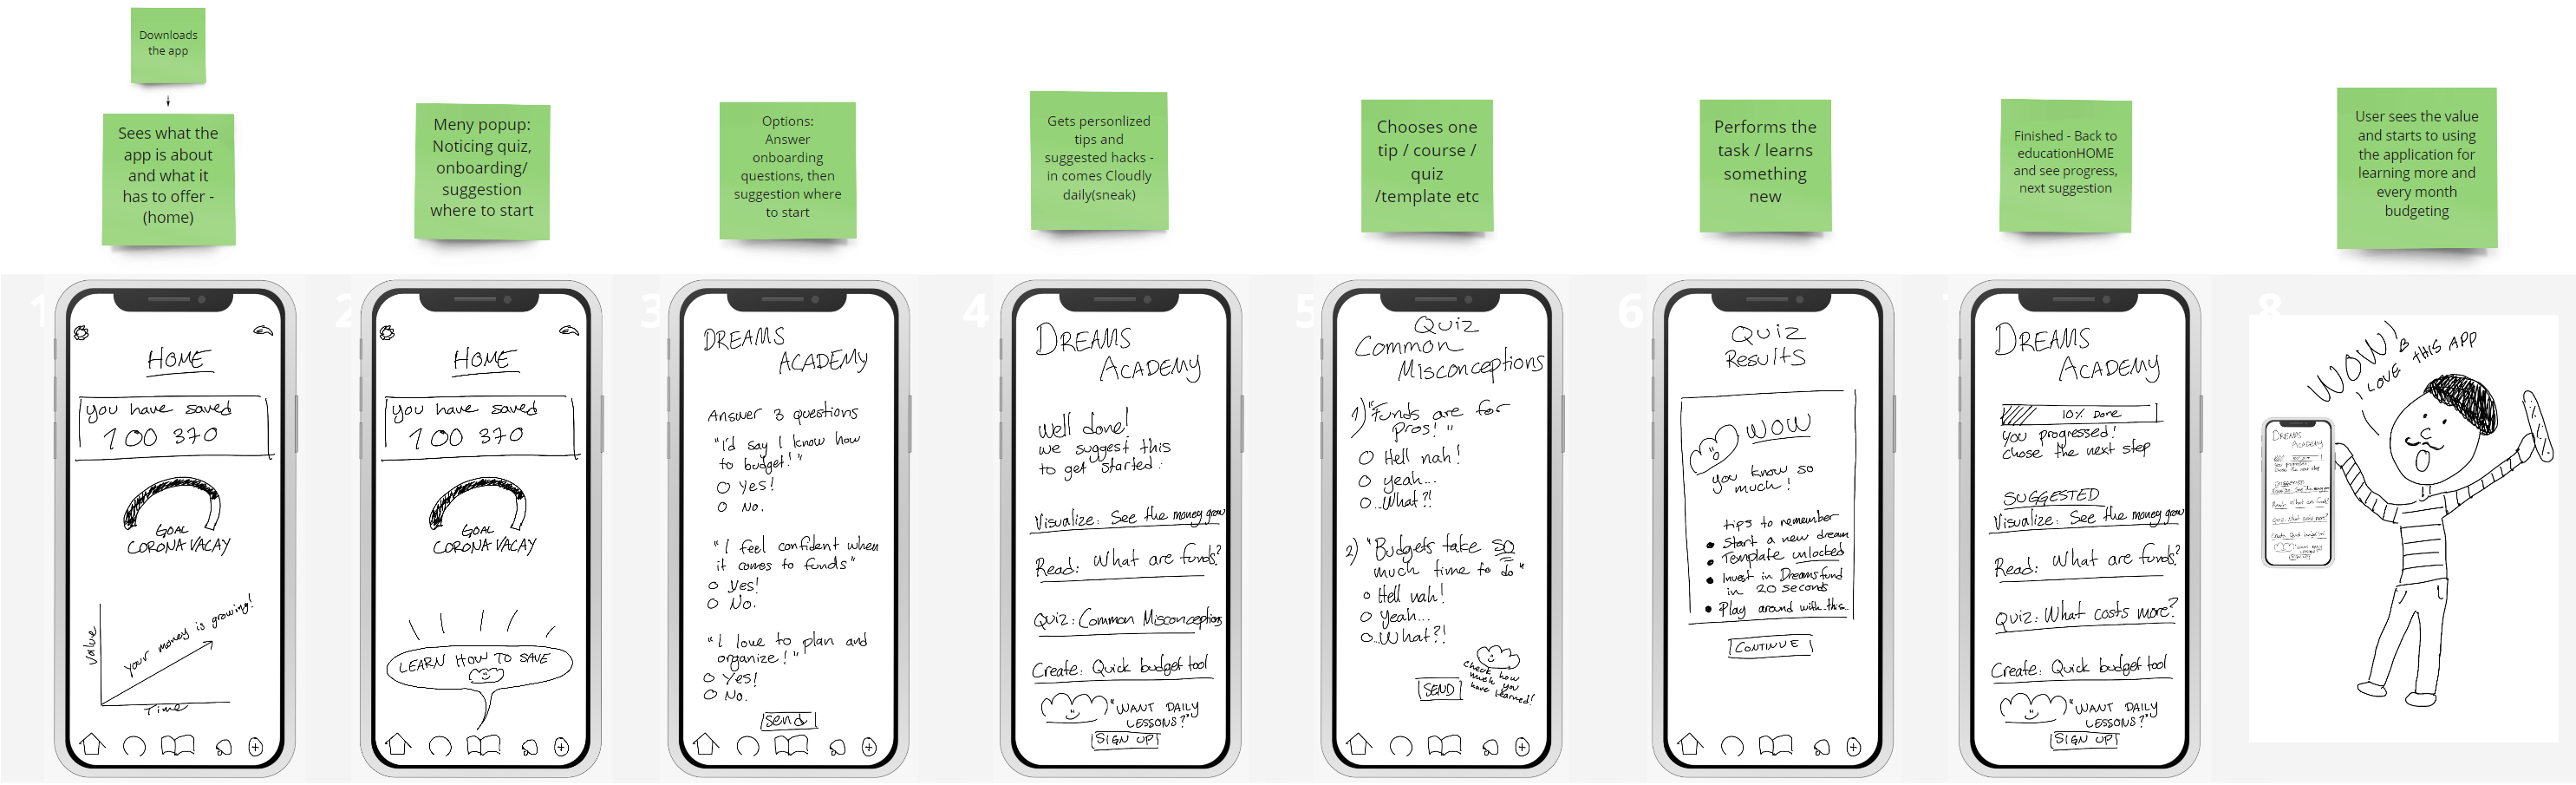 Downloads
the app
Sees what the
app is about
and what it
has to offer -
(home)
Meny popup:
Noticing quiz,
onboarding/
suggestion
where to start
Options:
Answer
onboarding
questions, then
suggestion where
to start
Gets personlized
tips and
suggested hacks -
in comes Cloudly
daily(sneak)
Chooses one
tip / course /
quiz
/template etc
Performs the
task / learns
something
new
Finished - Back to
educationHOME
and see progress,
next suggestion
User sees the value
and starts to using
the application for
learning more and
every month
budgeting
1
HOME
you have saved
100 370
GOAL
CORONA VACAY
Value
your money is growing!
Time
2
HOME
you have saved
100 370
GOAL
CORONA VACAY
LEARN HOW TO SAVE
3
DREAMS
ACADEMY
Answer 3 questions
"I'd say I know how
to budget!"
Yes!
No.
"I feel confident when
it comes to funds"
Yes!
No.
"I love to plan and
organize!"
Yes!
No.
Send
4
DREAMS
ACADEMY
Well done!
we suggest this
to get started:
Visualize: See the money grow
Read: What are funds?
Quiz: Common Misconceptions
Create: Quick budget tool
"WANT DAILY
LESSONS?"
SIGN UP!
5
Quiz
Common
Misconceptions
1) "Funds are for
pros!"
Hell nah!
yeah...
..What?!
2) "Budgets take so
much time to do"
Hell nah!
Yeah...
..What?!
Check how
much you
have learned!
SEND
6
Quiz
Results
WOW
you know so
much!
tips to remember
Start a new dream
Template unlocked
Invest in Dreams fund
in 20 seconds
Play around with this..
CONTINUE
DREAMS
ACADEMY
10% Done
You progressed!
chose the next step
SUGGESTED
Visualize: See the money grow
Read: What are funds?
Quiz: What costs more?
Create: Quick budget tool
"WANT DAILY
LESSONS?"
SIGN UP!
8
WOW!
I LOVE THIS APP
DREAMS
ACADEMY